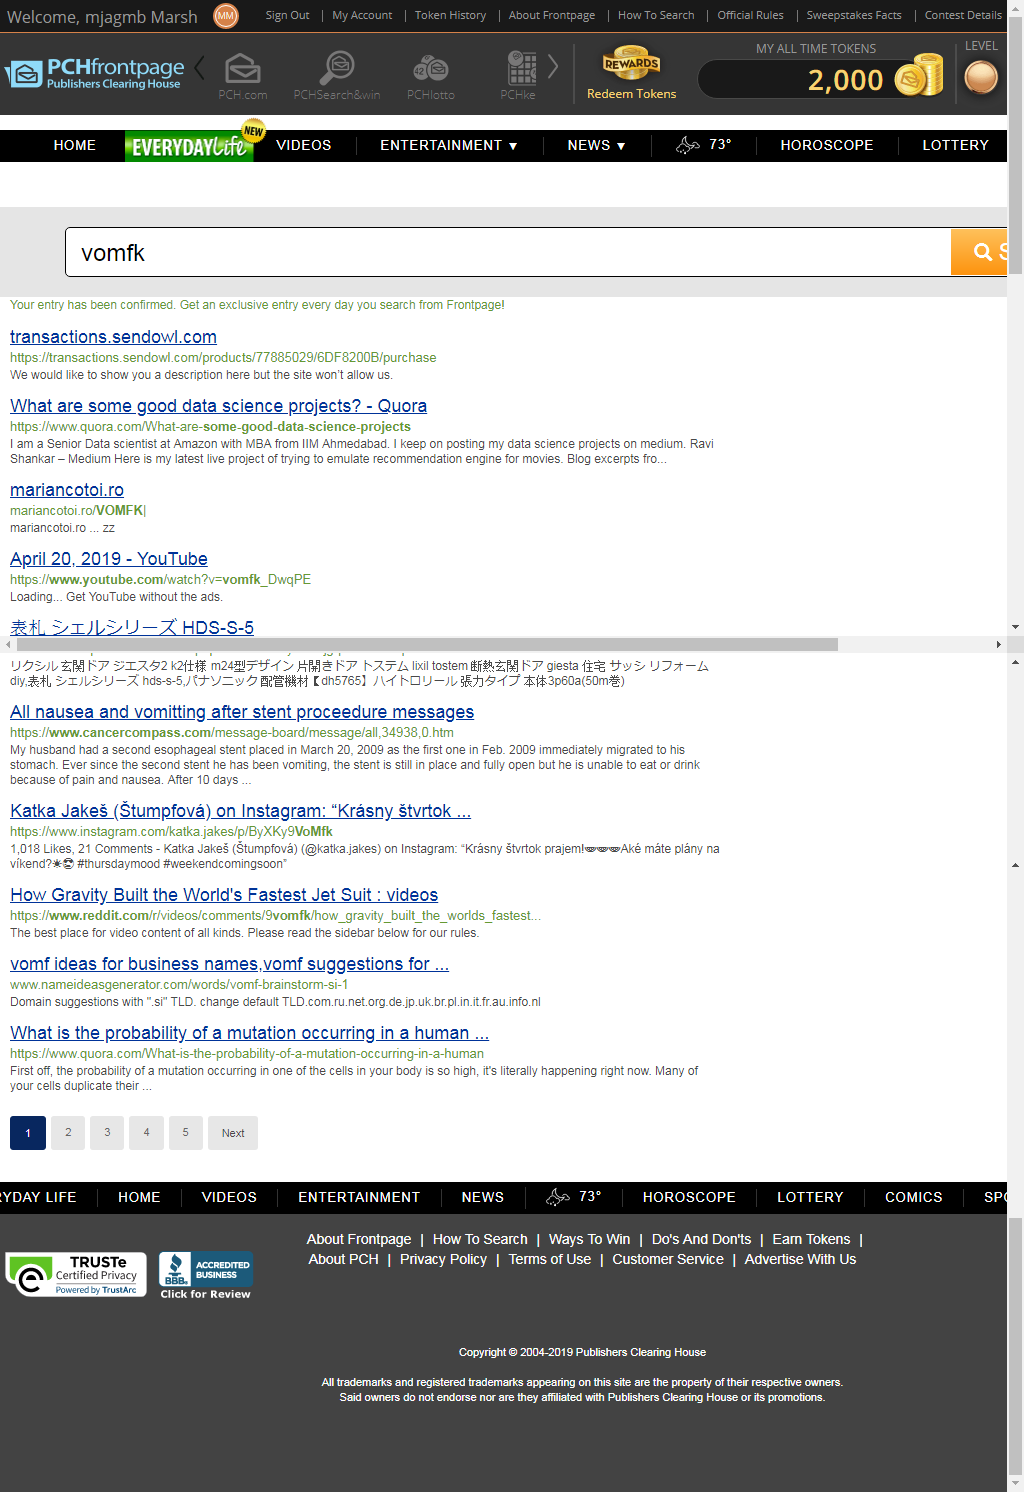 Welcome, mjagmb Marsh
MM
Sign Out | My Account | Token History | About Frontpage | How To Search | Official Rules | Sweepstakes Facts | Contest Details
PCHfrontpage
Publishers Clearing House
PCH.com
PCHSearch&win
42
PCHlotto
PCHke
REWARDS
Redeem Tokens
MY ALL TIME TOKENS
2,000
LEVEL
HOME
EVERYDAY Life
NEW
VIDEOS
ENTERTAINMENT ▼
NEWS ▼
73°
HOROSCOPE
LOTTERY
vomfk
S
Your entry has been confirmed. Get an exclusive entry every day you search from Frontpage!
transactions.sendowl.com
https://transactions.sendowl.com/products/77885029/6DF8200B/purchase
We would like to show you a description here but the site won't allow us.
What are some good data science projects? - Quora
https://www.quora.com/What-are-some-good-data-science-projects
I am a Senior Data scientist at Amazon with MBA from IIM Ahmedabad. I keep on posting my data science projects on medium. Ravi
Shankar – Medium Here is my latest live project of trying to emulate recommendation engine for movies. Blog excerpts fro...
mariancotoi.ro
mariancotoi.ro/VOMFK|
mariancotoi.ro ... zz
April 20, 2019 - YouTube
https://www.youtube.com/watch?v=vomfk_DwqPE
Loading... Get YouTube without the ads.
表札 シェルシリーズ HDS-S-5
リクシル 玄関ドア ジエスタ2 k2仕様 m24型デザイン 片開きドア トステム lixil tostem 断熱玄関ドア giesta 住宅 サッシ リフォーム
diy,表札 シェルシリーズ hds-s-5,パナソニック 配管機材【dh5765】ハイトロリール 張力タイプ 本体3p60a(50m巻)
All nausea and vomitting after stent proceedure messages
https://www.cancercompass.com/message-board/message/all,34938,0.htm
My husband had a second esophageal stent placed in March 20, 2009 as the first one in Feb. 2009 immediately migrated to his
stomach. Ever since the second stent he has been vomiting, the stent is still in place and fully open but he is unable to eat or drink
because of pain and nausea. After 10 days ...
Katka Jakeš (Štumpfová) on Instagram: “Krásny štvrtok ...
https://www.instagram.com/katka.jakes/p/ByXKy9VoMfk
1,018 Likes, 21 Comments - Katka Jakeš (Štumpfová) (@katka.jakes) on Instagram: “Krásny štvrtok prajem!👓👓👓Aké máte plány na
víkend?☀😎 #thursdaymood #weekendcomingsoon”
How Gravity Built the World's Fastest Jet Suit : videos
https://www.reddit.com/r/videos/comments/9vomfk/how_gravity_built_the_worlds_fastest...
The best place for video content of all kinds. Please read the sidebar below for our rules.
vomf ideas for business names,vomf suggestions for ...
www.nameideasgenerator.com/words/vomf-brainstorm-si-1
Domain suggestions with ".si" TLD. change default TLD.com.ru.net.org.de.jp.uk.br.pl.in.it.fr.au.info.nl
What is the probability of a mutation occurring in a human ...
https://www.quora.com/What-is-the-probability-of-a-mutation-occurring-in-a-human
First off, the probability of a mutation occurring in one of the cells in your body is so high, it's literally happening right now. Many of
your cells duplicate their ...
1 2 3 4 5 Next
RYDAY LIFE
HOME
VIDEOS
ENTERTAINMENT
NEWS
73°
HOROSCOPE
LOTTERY
COMICS
SPO
About Frontpage | How To Search | Ways To Win | Do's And Don'ts | Earn Tokens |
About PCH | Privacy Policy | Terms of Use | Customer Service | Advertise With Us
TRUSTe
Certified Privacy
Powered by TrustArc
BBB
ACCREDITED
BUSINESS
Click for Review
Copyright © 2004-2019 Publishers Clearing House
All trademarks and registered trademarks appearing on this site are the property of their respective owners.
Said owners do not endorse nor are they affiliated with Publishers Clearing House or its promotions.